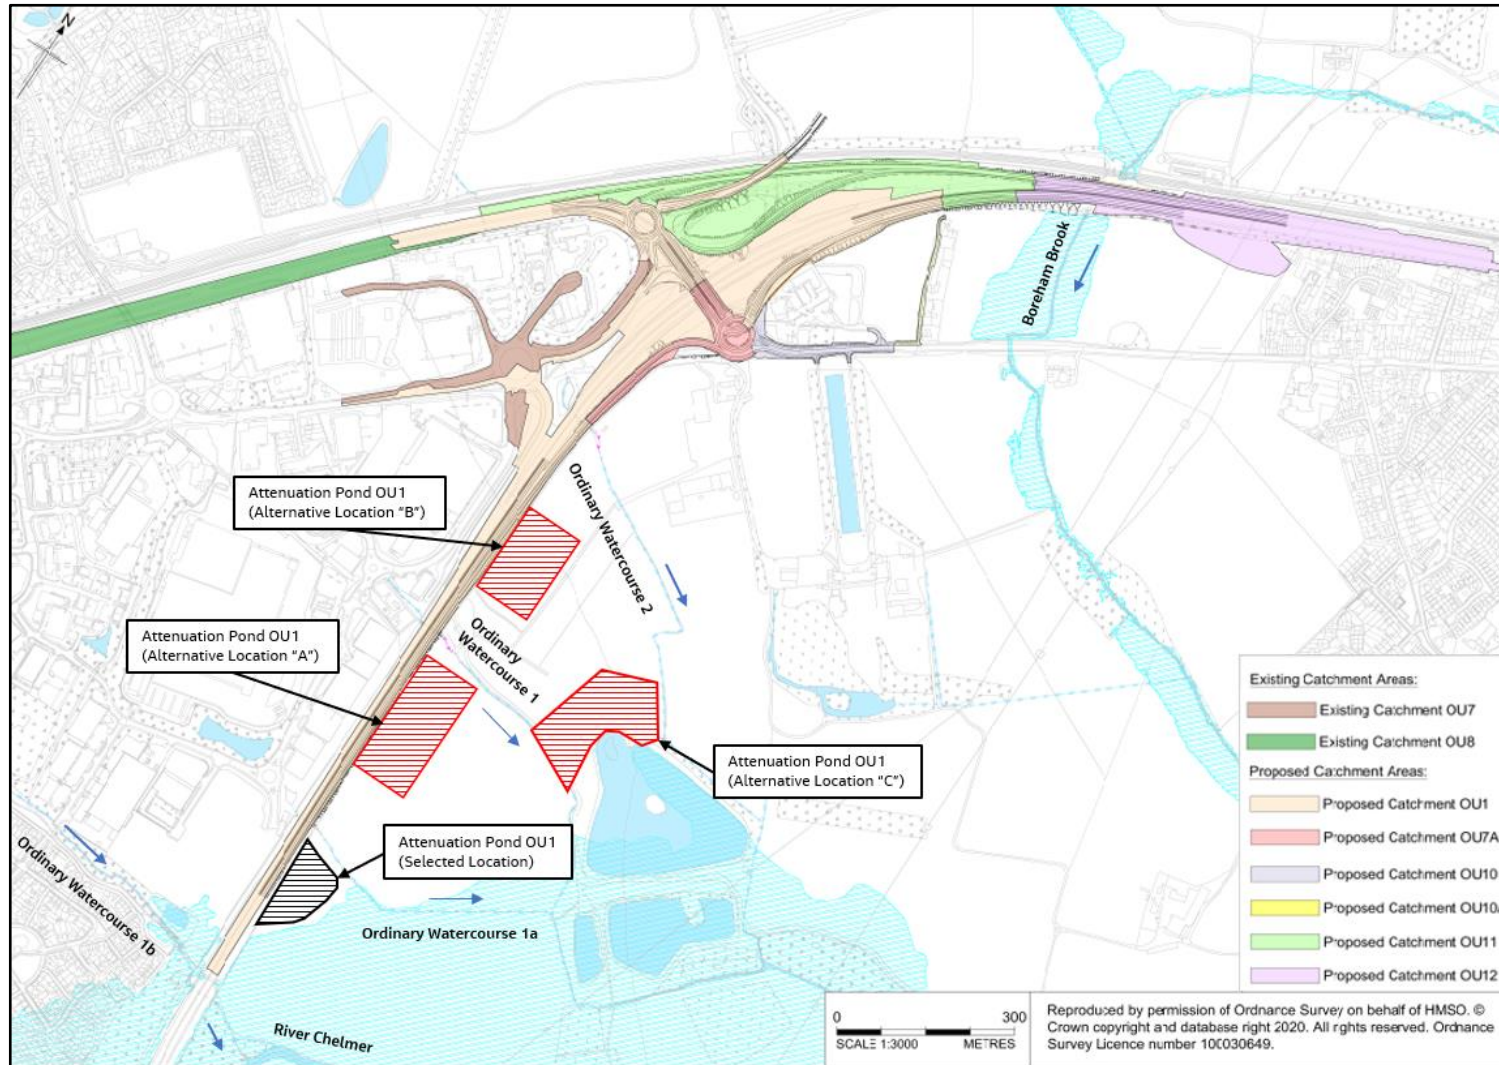 N
Boreham Brook
Attenuation Pond OU1
(Alternative Location “B”)
Ordinary Watercourse 2
Attenuation Pond OU1
(Alternative Location “A”)
Ordinary
Watercourse 1
Attenuation Pond OU1
(Alternative Location “C”)
Attenuation Pond OU1
(Selected Location)
Ordinary Watercourse 1b
Ordinary Watercourse 1a
River Chelmer
Existing Catchment Areas:
Existing Catchment OU7
Existing Catchment OU8
Proposed Catchment Areas:
Proposed Catchment OU1
Proposed Catchment OU7A
Proposed Catchment OU10
Proposed Catchment OU10
Proposed Catchment OU11
Proposed Catchment OU12
0 300
SCALE 1:3000 METRES
Reproduced by permission of Ordnance Survey on behalf of HMSO. ©
Crown copyright and database right 2020. All rights reserved. Ordnance
Survey Licence number 100030649.